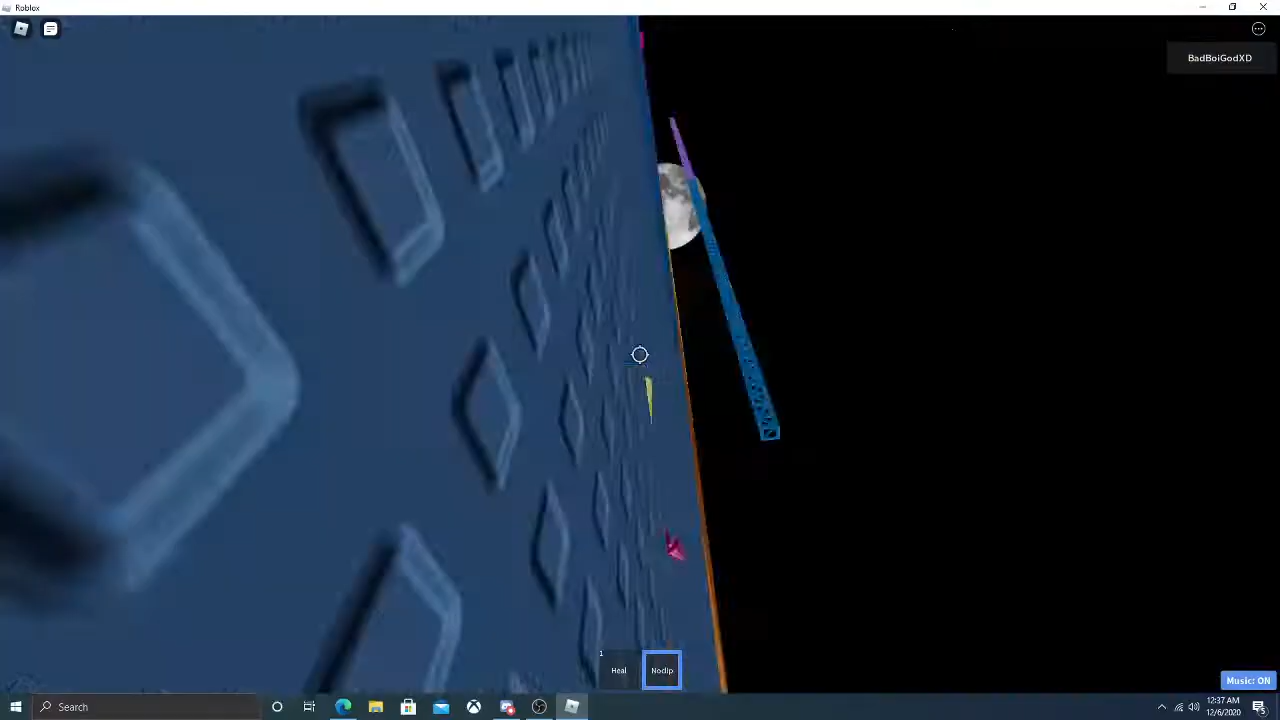 Roblox
BadBoiGodXD
1
Heal
Noclip
Music: ON
Search
12:37 AM
12/6/2020